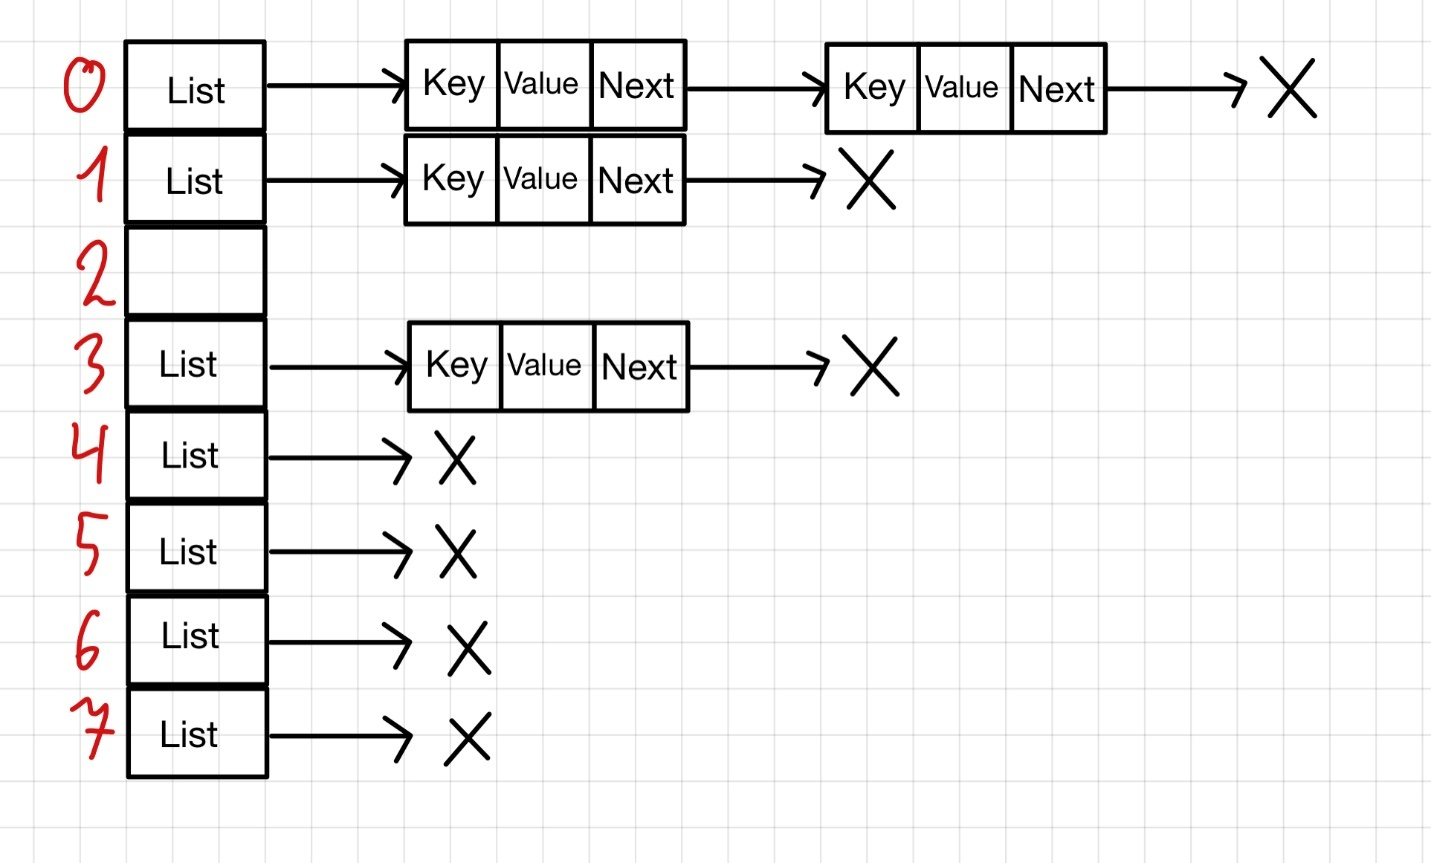 0 List Key Value Next Key Value Next X
1 List Key Value Next X
2
3 List Key Value Next X
4 List X
5 List X
6 List X
7 List X